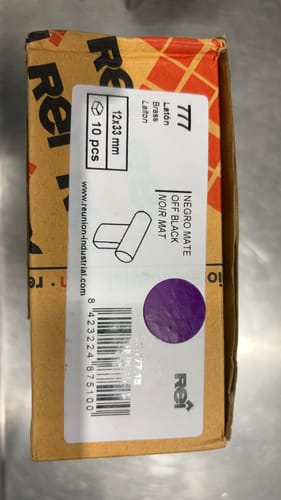 777
Latón
Brass
Laiton
12x33 mm
10 pcs
NEGRO MATE
OFF BLACK
NOIR MAT
www.reunion-industrial.com
8 423224 875100
Rei
Rei